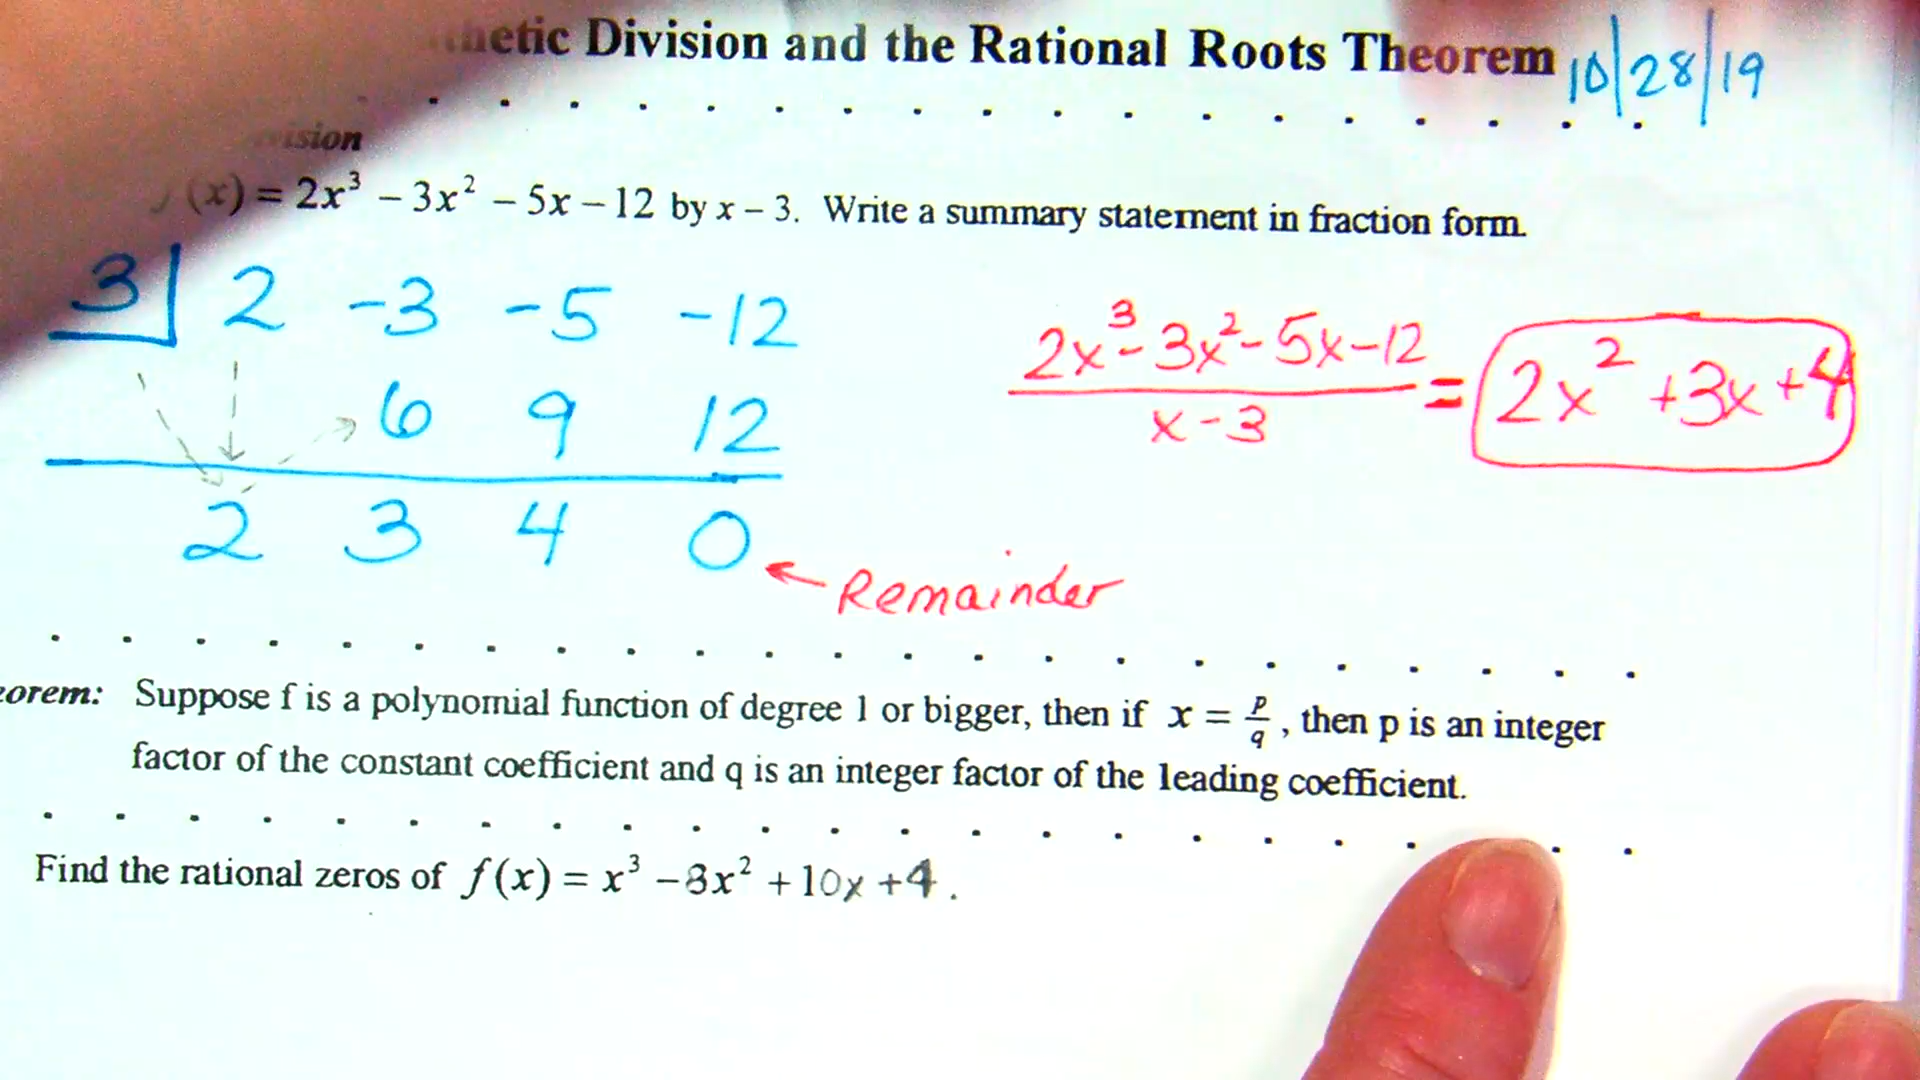 Division and the Rational Roots Theorem 10/28/19
(x) = 2x³ − 3x² − 5x − 12 by x − 3. Write a summary statement in fraction form.
3 2 -3 -5 -12
6 9 12
2 3 4 0 ← Remainder
2x³-3x²-5x-12
x-3
= 2x² +3x+4
Suppose f is a polynomial function of degree 1 or bigger, then if x = p/q, then p is an integer
factor of the constant coefficient and q is an integer factor of the leading coefficient.
Find the rational zeros of f(x) = x³ −8x² +10x +4.